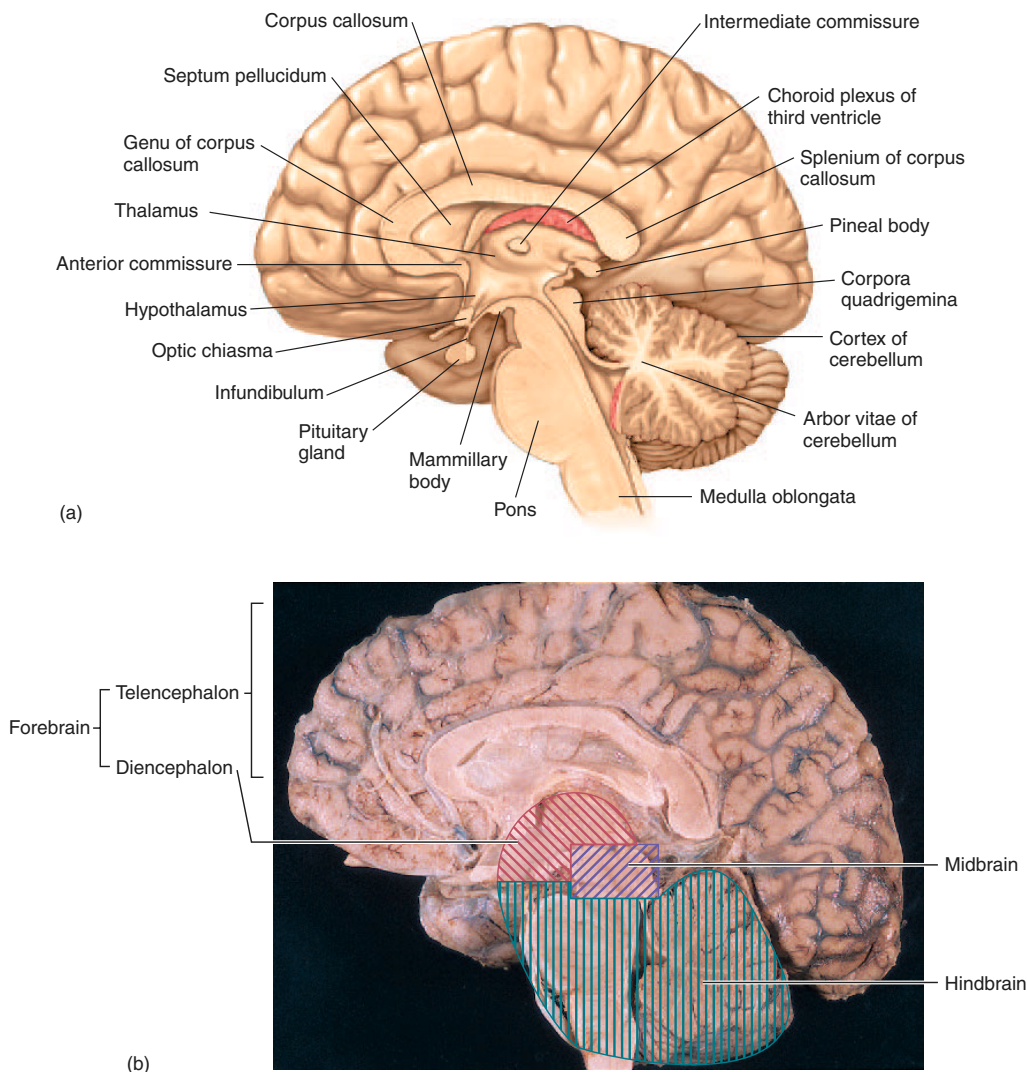 Corpus callosum
Septum pellucidum
Genu of corpus
callosum
Thalamus
Anterior commissure
Hypothalamus
Optic chiasma
Infundibulum
Pituitary
gland
Mammillary
body
Pons
Intermediate commissure
Choroid plexus of
third ventricle
Splenium of corpus
callosum
Pineal body
Corpora
quadrigemina
Cortex of
cerebellum
Arbor vitae of
cerebellum
Medulla oblongata
(a)
Telencephalon
Forebrain
Diencephalon
Midbrain
Hindbrain
(b)